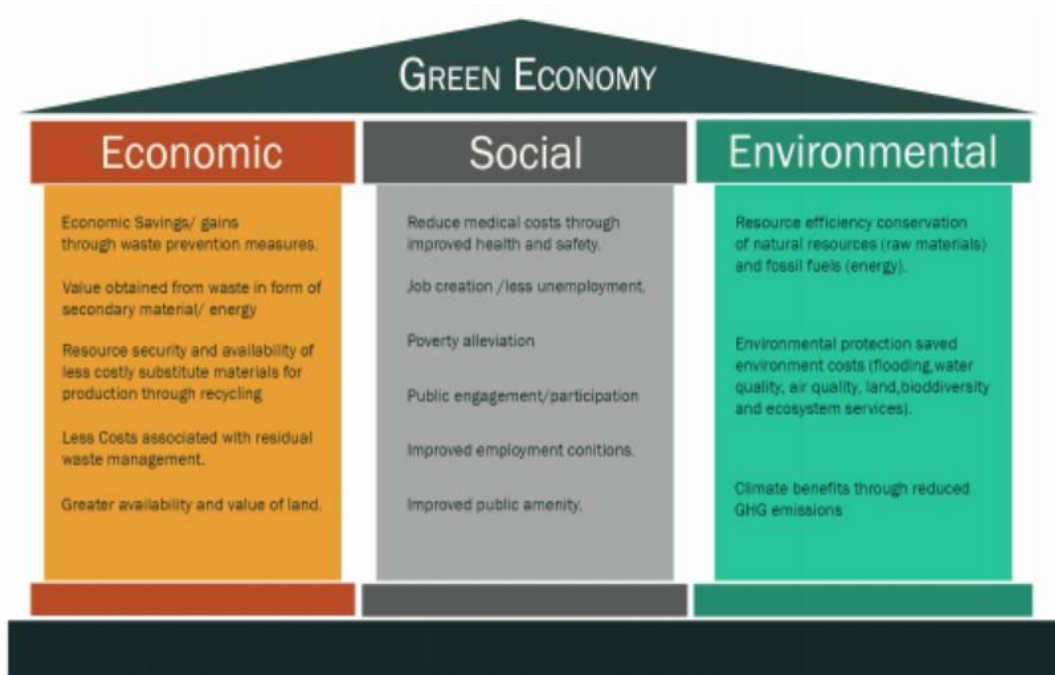 GREEN ECONOMY
Economic
Economic Savings/ gains
through waste prevention measures.
Value obtained from waste in form of
secondary material/ energy
Resource security and availability of
less costly substitute materials for
production through recycling
Less Costs associated with residual
waste management.
Greater availability and value of land.
Social
Reduce medical costs through
improved health and safety.
Job creation /less unemployment.
Poverty alleviation
Public engagement/participation
Improved employment conitions.
Improved public amenity.
Environmental
Resource efficiency conservation
of natural resources (raw materials)
and fossil fuels (energy).
Environmental protection saved
environment costs (flooding,water
quality, air quality, land,bioddiversity
and ecosystem services).
Climate benefits through reduced
GHG emissions